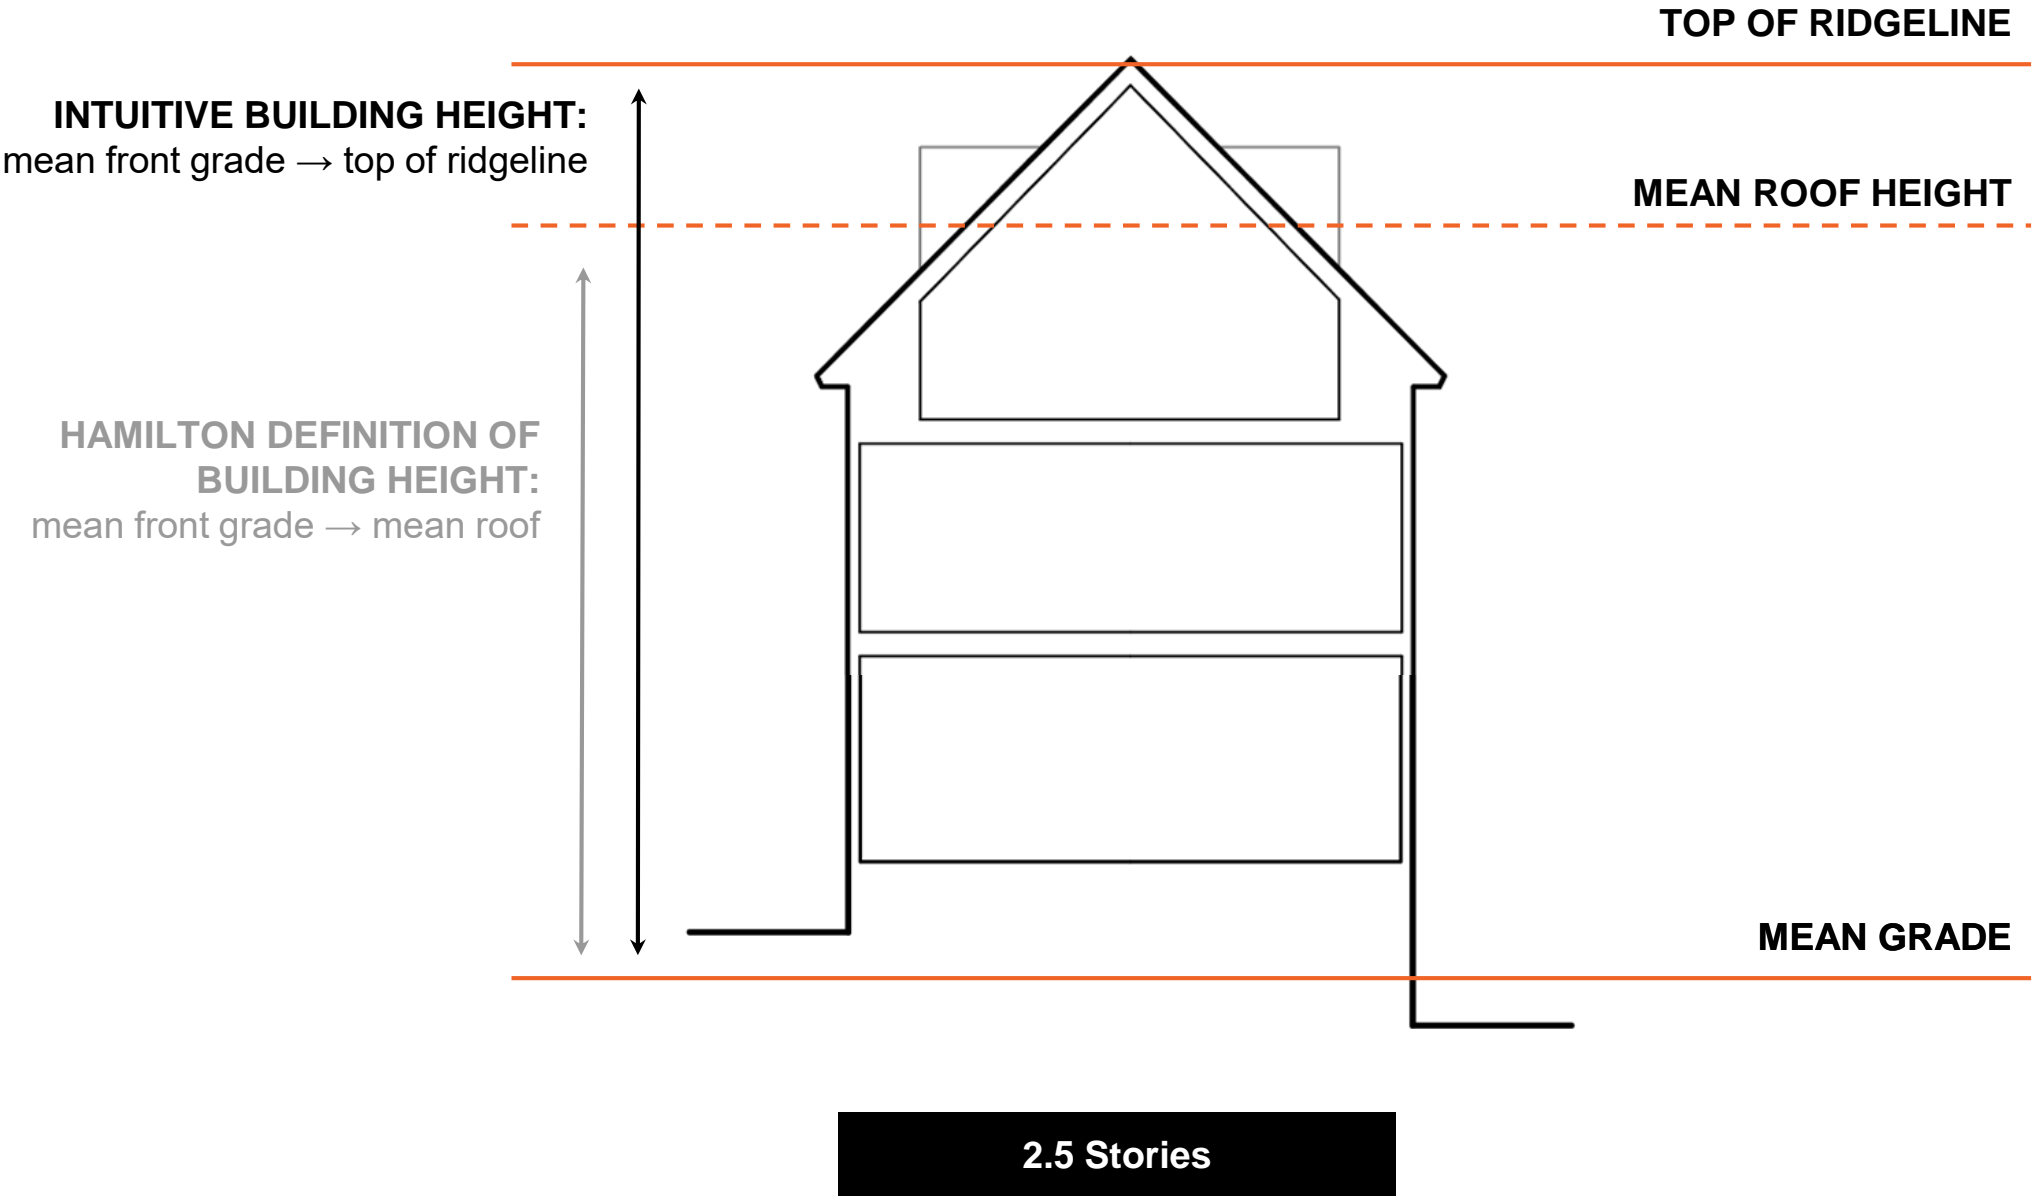 TOP OF RIDGELINE
INTUITIVE BUILDING HEIGHT:
mean front grade → top of ridgeline
MEAN ROOF HEIGHT
HAMILTON DEFINITION OF
BUILDING HEIGHT:
mean front grade → mean roof
MEAN GRADE
2.5 Stories